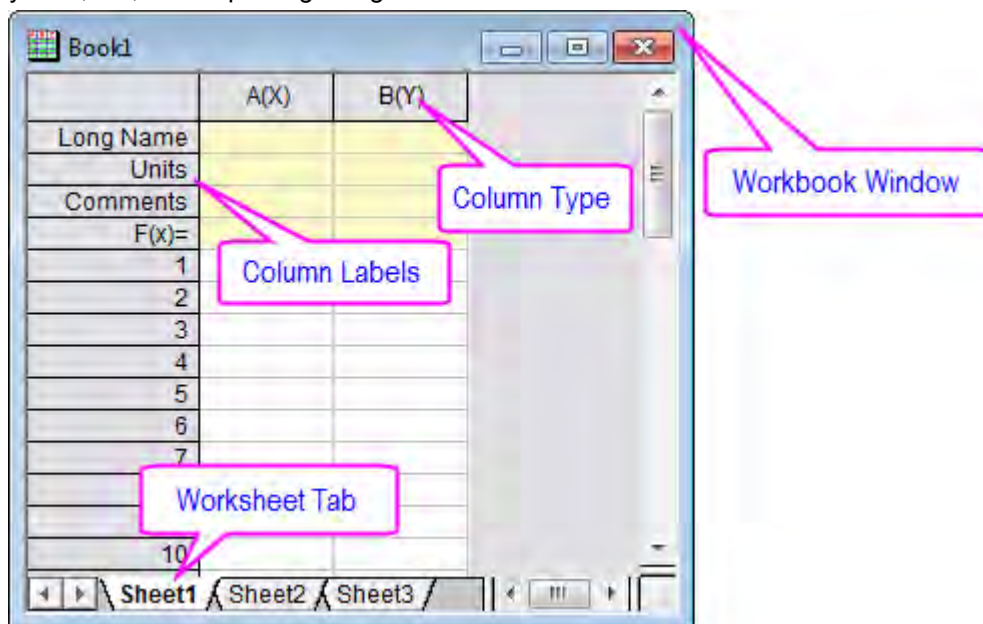 Book1
A(X) B(Y)
Long Name
Units
Comments
F(x)=
1
2
3
4
5
6
7
10
Column Type
Workbook Window
Column Labels
Worksheet Tab
Sheet1 Sheet2 Sheet3